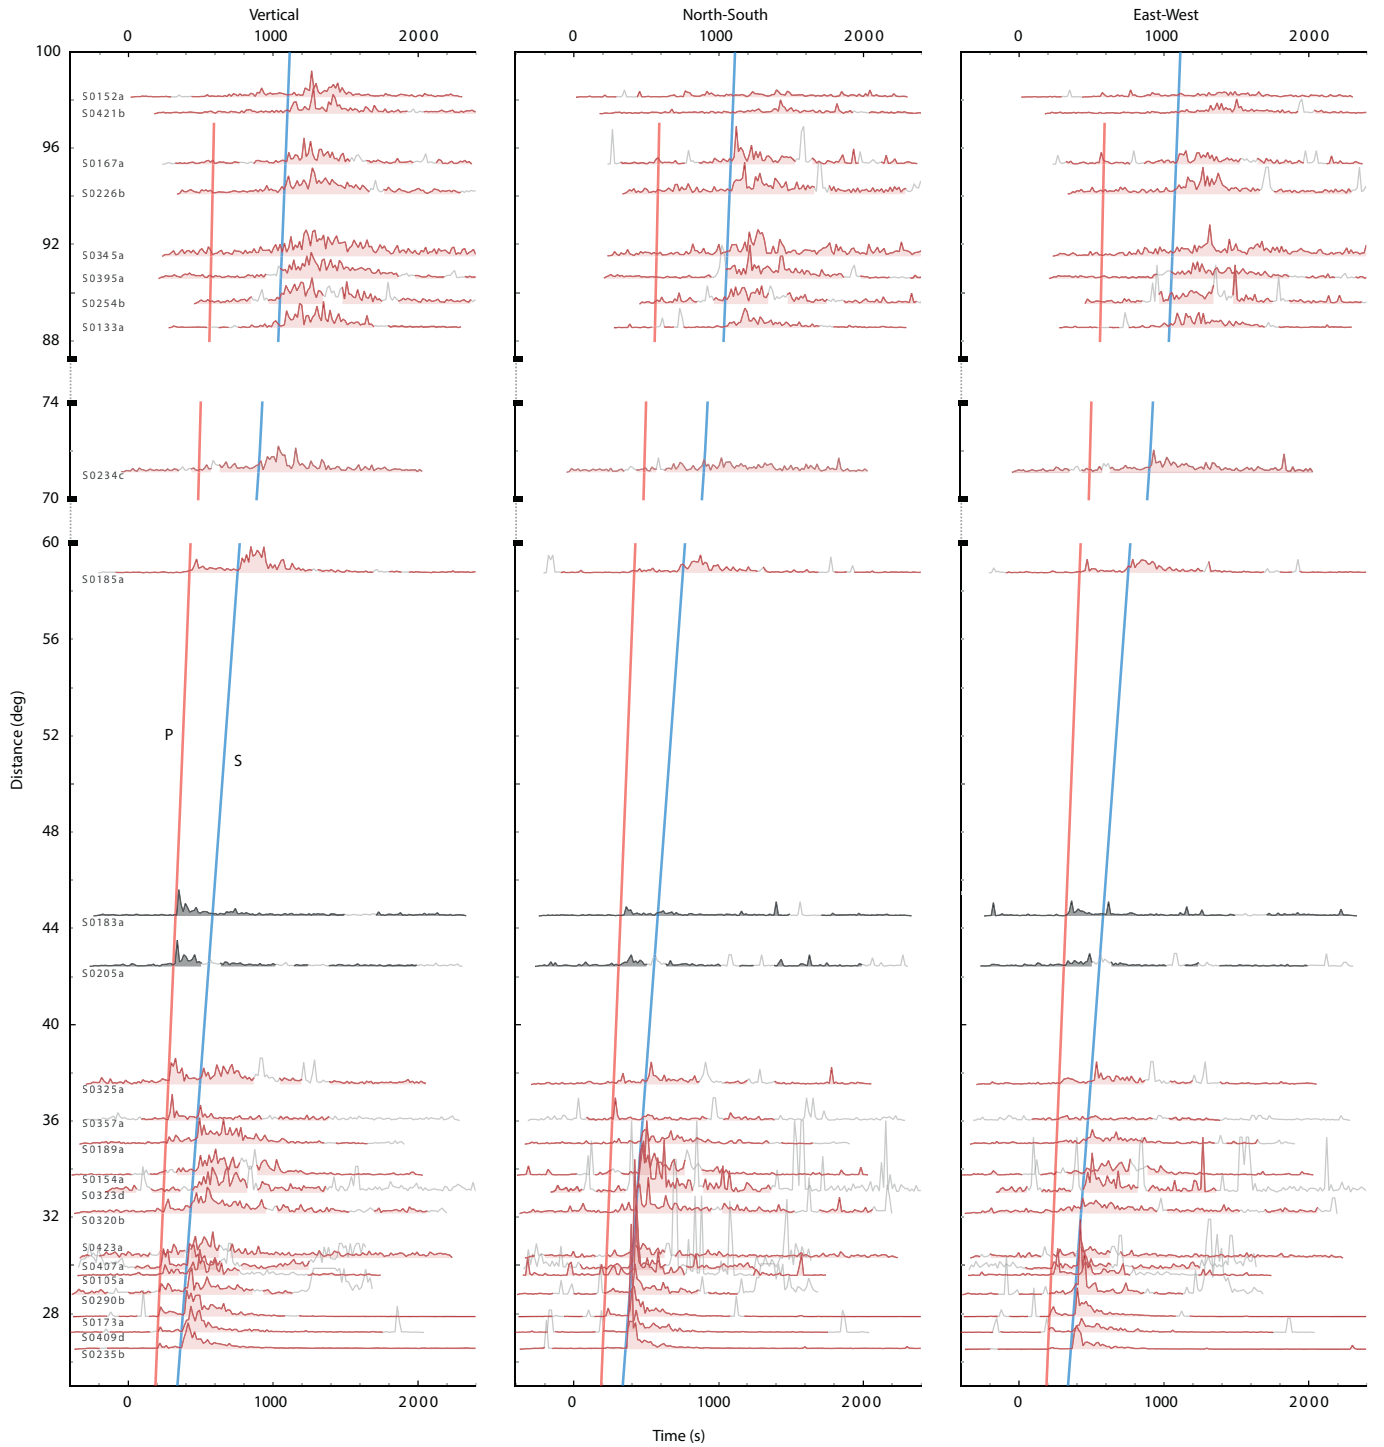 Vertical North-South East-West
0 1000 2000 0 1000 2000 0 1000 2000
100
S0152a
S0421b
96
S0167a
S0226b
92
S0345a
S0395a
S0254b
S0133a
88
74
S0234c
70
60
S0185a
56
52
P
S
48
S0183a
44
S0205a
40
S0325a
36
S0357a
S0189a
S0154a
S0323d
32
S0320b
S0423a
S0407a
S0105a
S0290b
28
S0173a
S0409d
S0235b
Distance (deg)
0 1000 2000 0 1000 2000 0 1000 2000
Time (s)